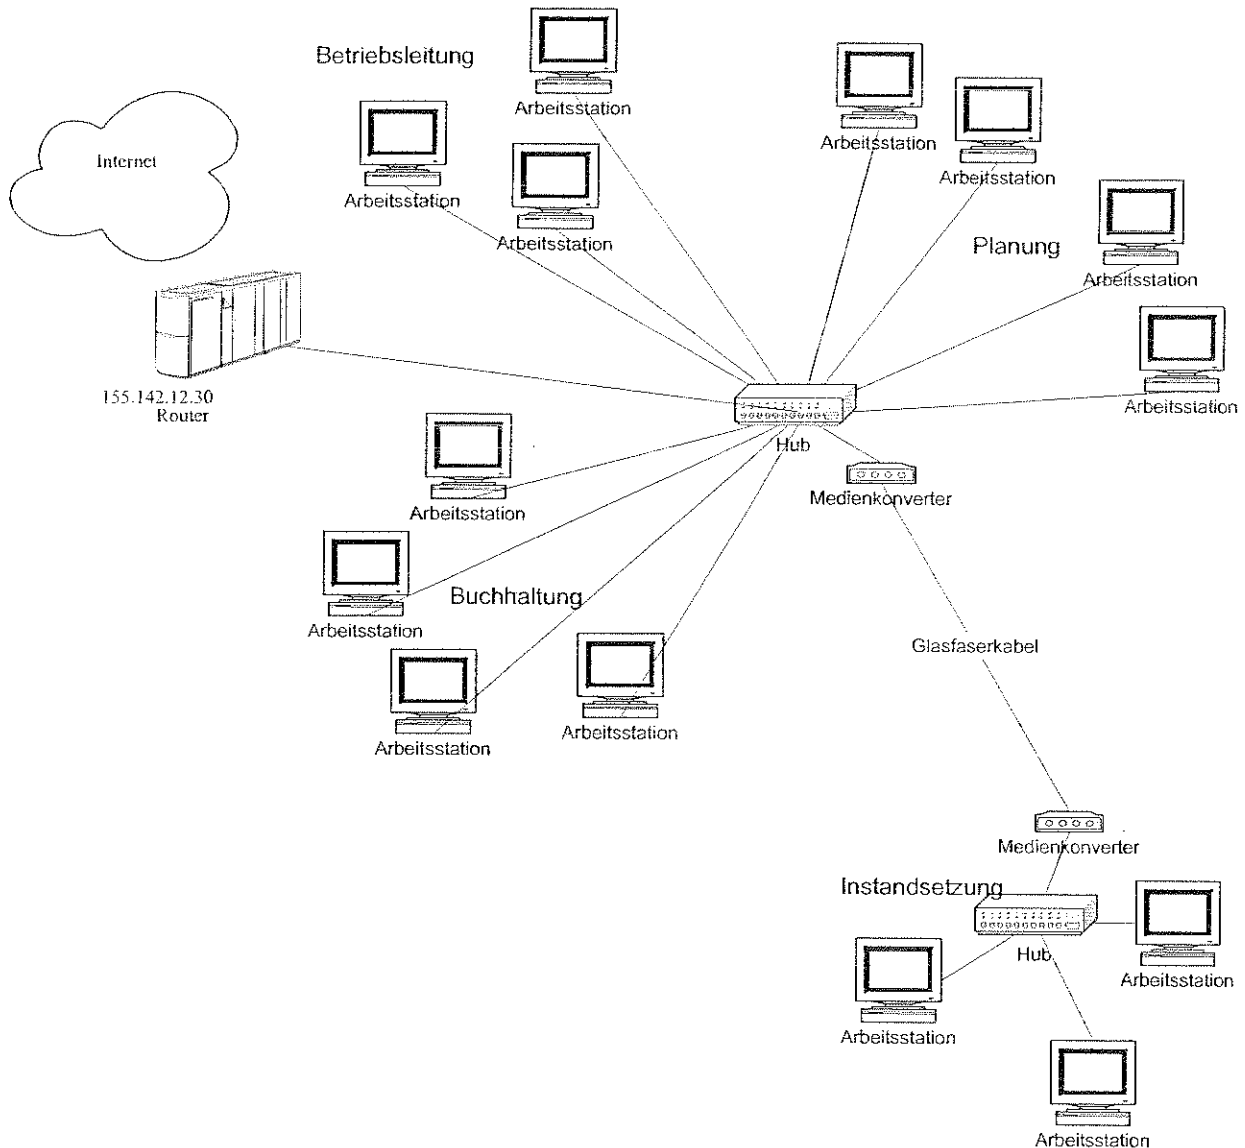 Betriebsleitung
Arbeitsstation
Arbeitsstation
Arbeitsstation
Internet
Arbeitsstation
Arbeitsstation
Planung
Arbeitsstation
Arbeitsstation
155.142.12.30
Router
Hub
Medienkonverter
Arbeitsstation
Arbeitsstation
Buchhaltung
Arbeitsstation
Arbeitsstation
Glasfaserkabel
Medienkonverter
Instandsetzung
Hub
Arbeitsstation
Arbeitsstation
Arbeitsstation